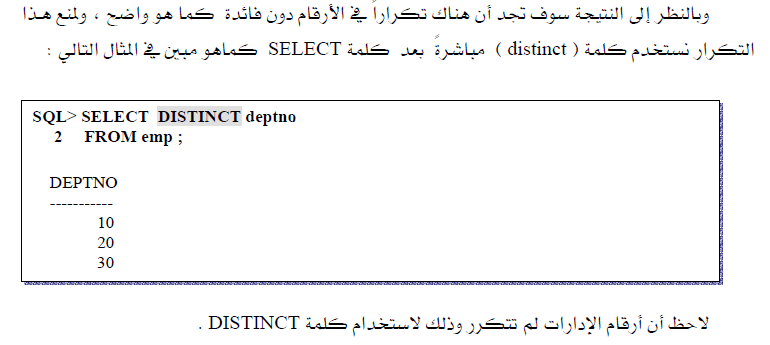 وبالنظر إلى النتيجة سوف تجد أن هناك تكراراً في الأرقام دون فائدة كما هو واضح ، ولمنع هذا
التكرار نستخدم كلمة ( distinct ) مباشرةً بعد كلمة SELECT كماهو مبين في المثال التالي :
SQL> SELECT DISTINCT deptno
2 FROM emp ;
DEPTNO
-----------
10
20
30
لاحظ أن أرقام الإدارات لم تتكرر وذلك لاستخدام كلمة DISTINCT .